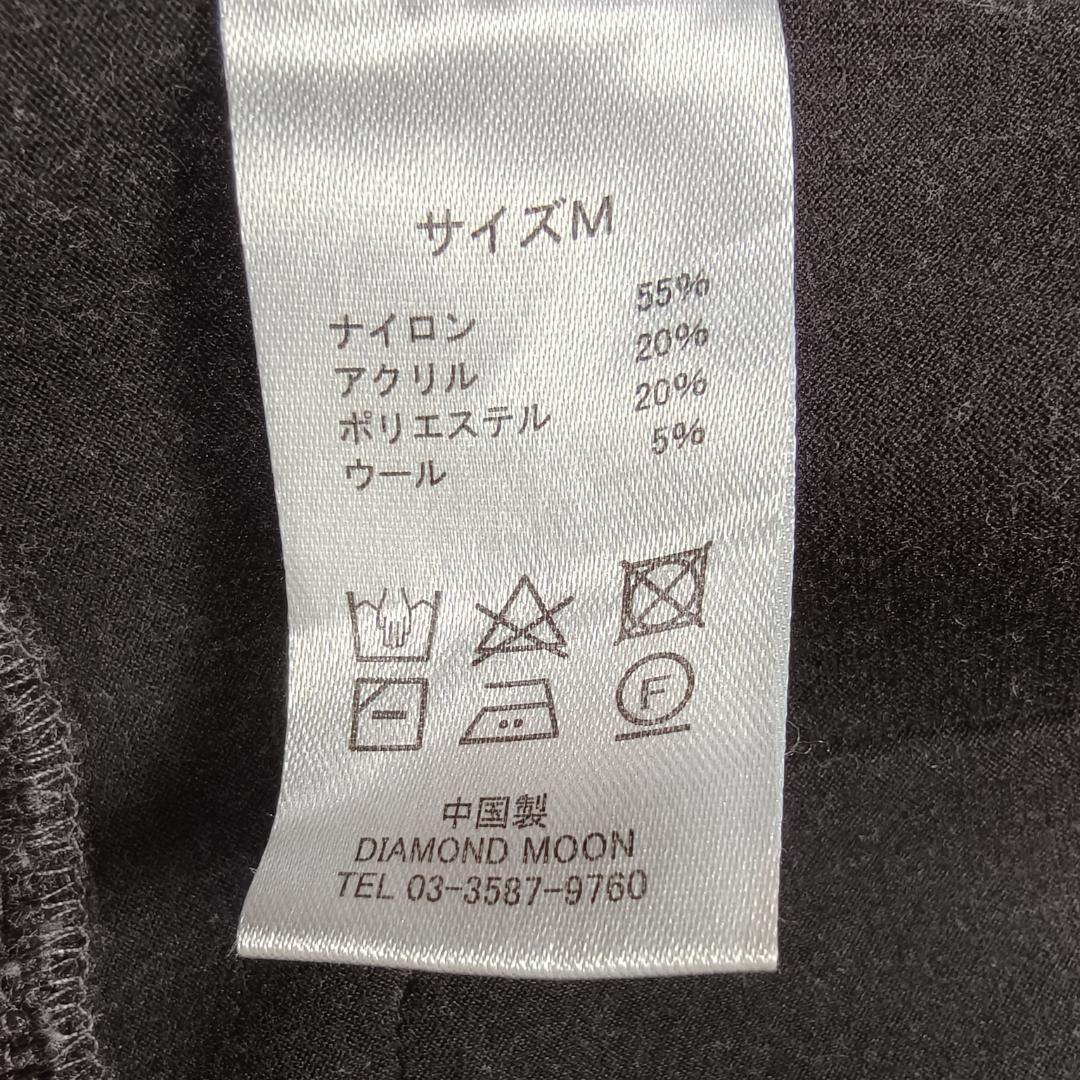 サイズM
ナイロン 55%
アクリル 20%
ポリエステル 20%
ウール 5%
F
中国製
DIAMOND MOON
TEL 03-3587-9760